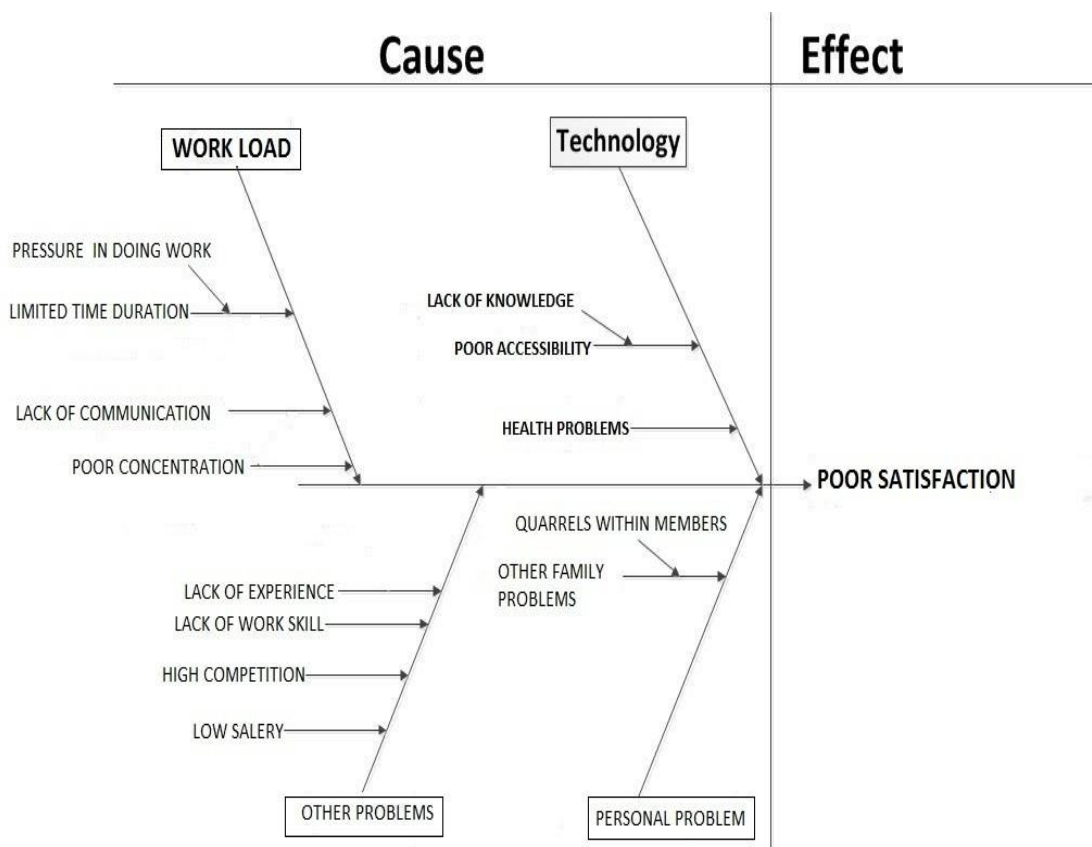 Cause
Effect
WORK LOAD
Technology
PRESSURE IN DOING WORK
LIMITED TIME DURATION
LACK OF COMMUNICATION
POOR CONCENTRATION
LACK OF KNOWLEDGE
POOR ACCESSIBILITY
HEALTH PROBLEMS
POOR SATISFACTION
LACK OF EXPERIENCE
LACK OF WORK SKILL
HIGH COMPETITION
LOW SALERY
OTHER PROBLEMS
QUARRELS WITHIN MEMBERS
OTHER FAMILY
PROBLEMS
PERSONAL PROBLEM